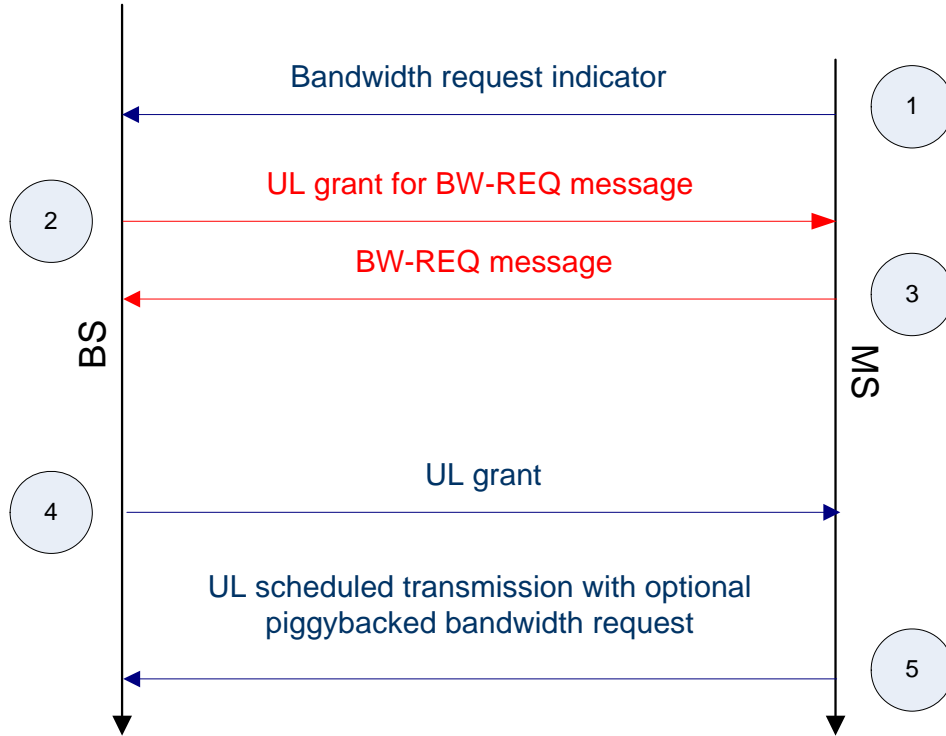 Bandwidth request indicator
1
UL grant for BW-REQ message
2
BW-REQ message
3
BS
MS
UL grant
4
UL scheduled transmission with optional
piggybacked bandwidth request
5